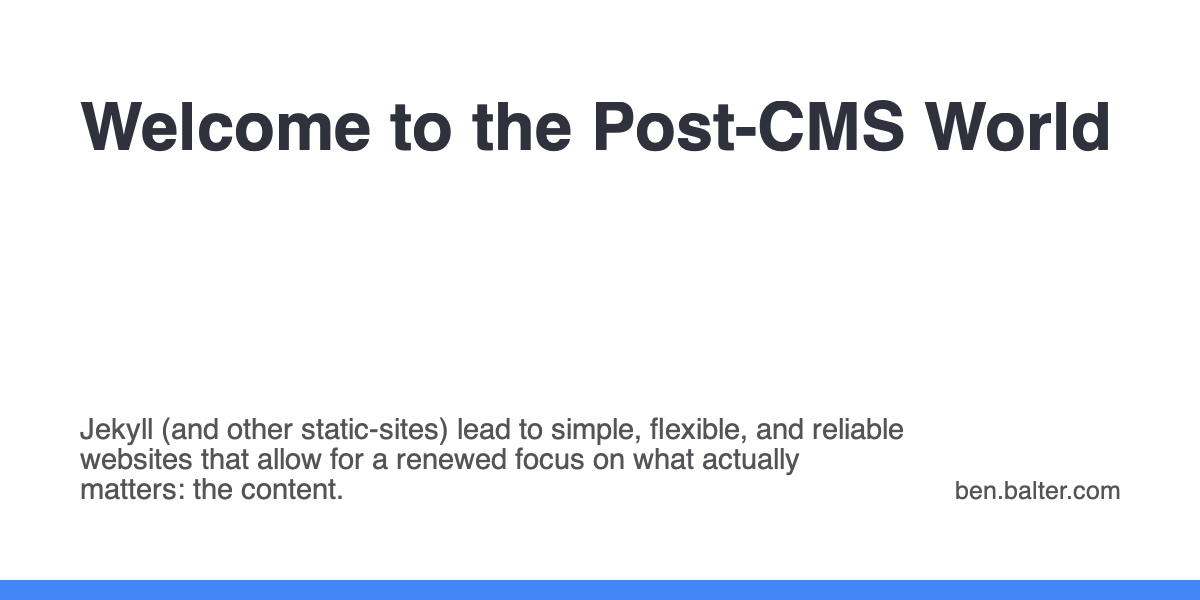 Welcome to the Post-CMS World
Jekyll (and other static-sites) lead to simple, flexible, and reliable
websites that allow for a renewed focus on what actually
matters: the content.
ben.balter.com